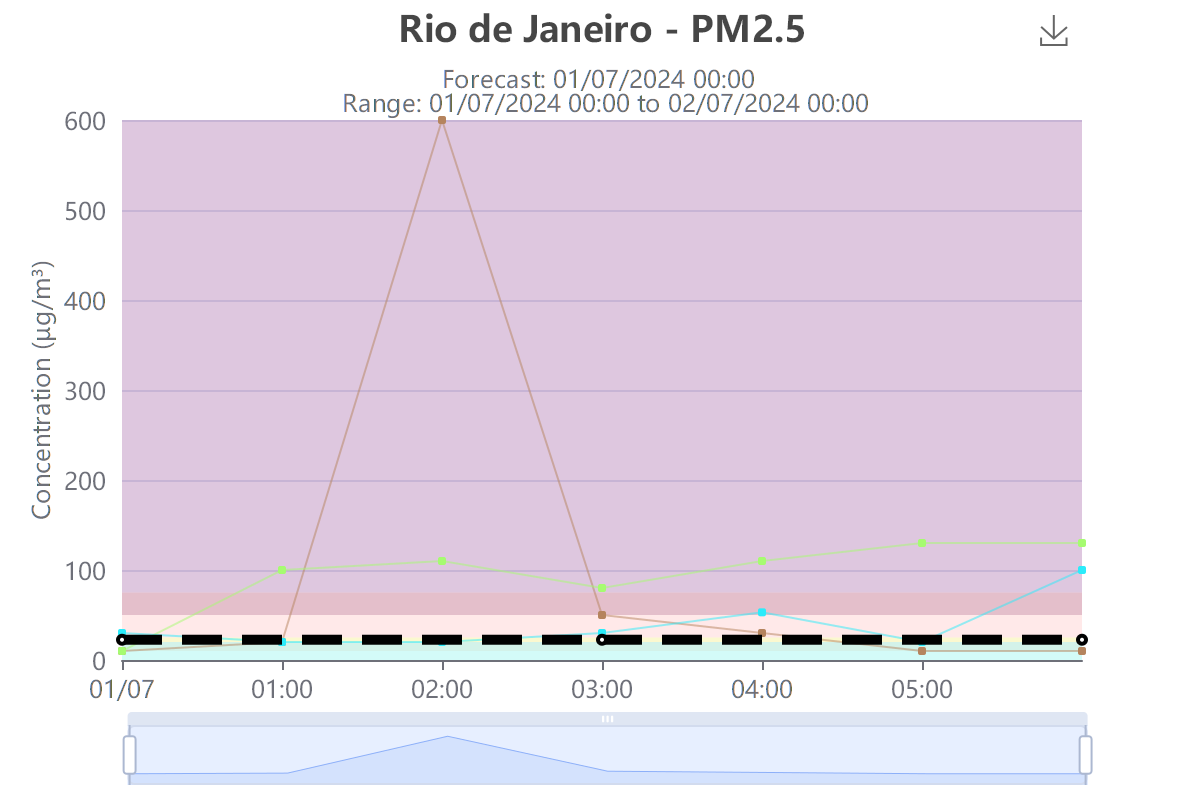 Rio de Janeiro - PM2.5
Forecast: 01/07/2024 00:00
Range: 01/07/2024 00:00 to 02/07/2024 00:00
Concentration (µg/m³)
600
500
400
300
200
100
0
01/07 01:00 02:00 03:00 04:00 05:00